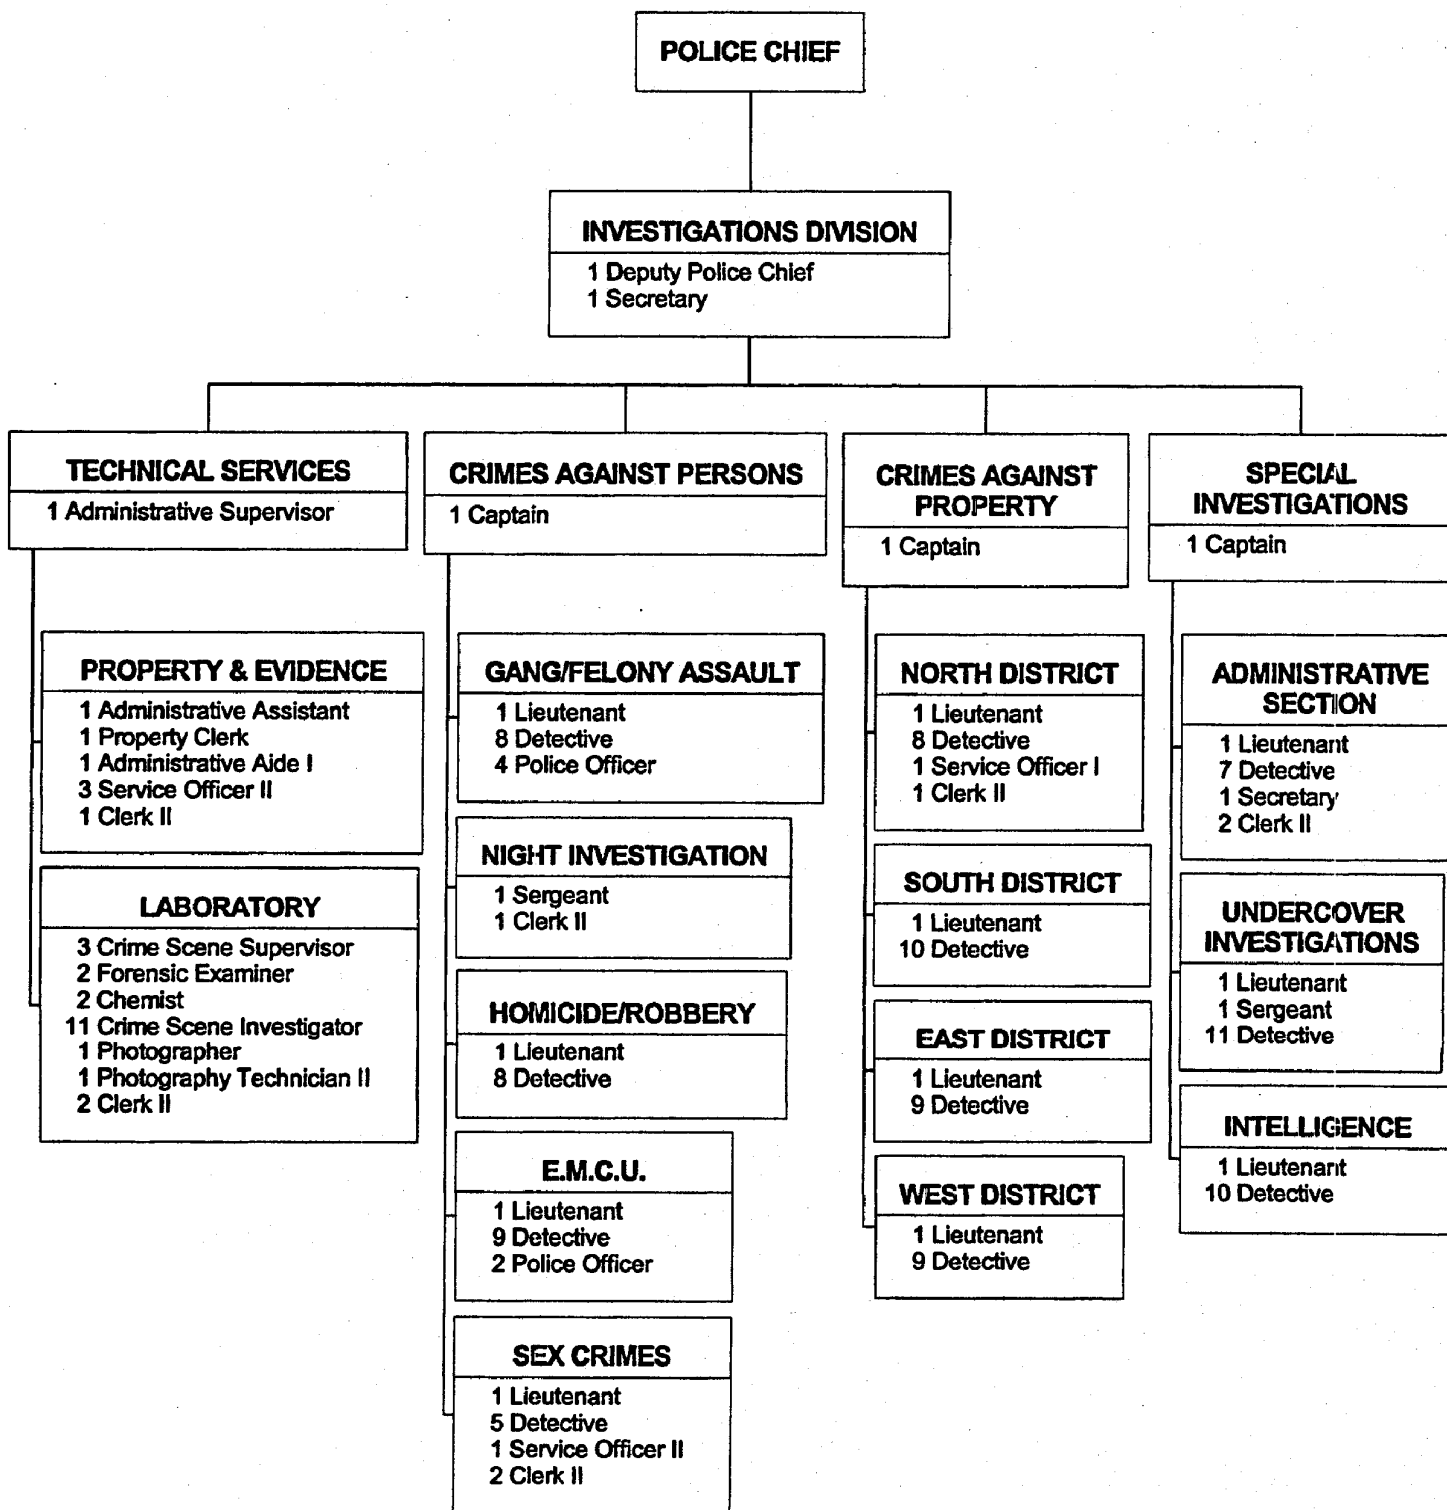 POLICE CHIEF
INVESTIGATIONS DIVISION
1 Deputy Police Chief
1 Secretary
TECHNICAL SERVICES
1 Administrative Supervisor
PROPERTY & EVIDENCE
1 Administrative Assistant
1 Property Clerk
1 Administrative Aide I
3 Service Officer II
1 Clerk II
LABORATORY
3 Crime Scene Supervisor
2 Forensic Examiner
2 Chemist
11 Crime Scene Investigator
1 Photographer
1 Photography Technician II
2 Clerk II
CRIMES AGAINST PERSONS
1 Captain
GANG/FELONY ASSAULT
1 Lieutenant
8 Detective
4 Police Officer
NIGHT INVESTIGATION
1 Sergeant
1 Clerk II
HOMICIDE/ROBBERY
1 Lieutenant
8 Detective
E.M.C.U.
1 Lieutenant
9 Detective
2 Police Officer
SEX CRIMES
1 Lieutenant
5 Detective
1 Service Officer II
2 Clerk II
CRIMES AGAINST
PROPERTY
1 Captain
NORTH DISTRICT
1 Lieutenant
8 Detective
1 Service Officer I
1 Clerk II
SOUTH DISTRICT
1 Lieutenant
10 Detective
EAST DISTRICT
1 Lieutenant
9 Detective
WEST DISTRICT
1 Lieutenant
9 Detective
SPECIAL
INVESTIGATIONS
1 Captain
ADMINISTRATIVE
SECTION
1 Lieutenant
7 Detective
1 Secretary
2 Clerk II
UNDERCOVER
INVESTIGATIONS
1 Lieutenant
1 Sergeant
11 Detective
INTELLIGENCE
1 Lieutenant
10 Detective